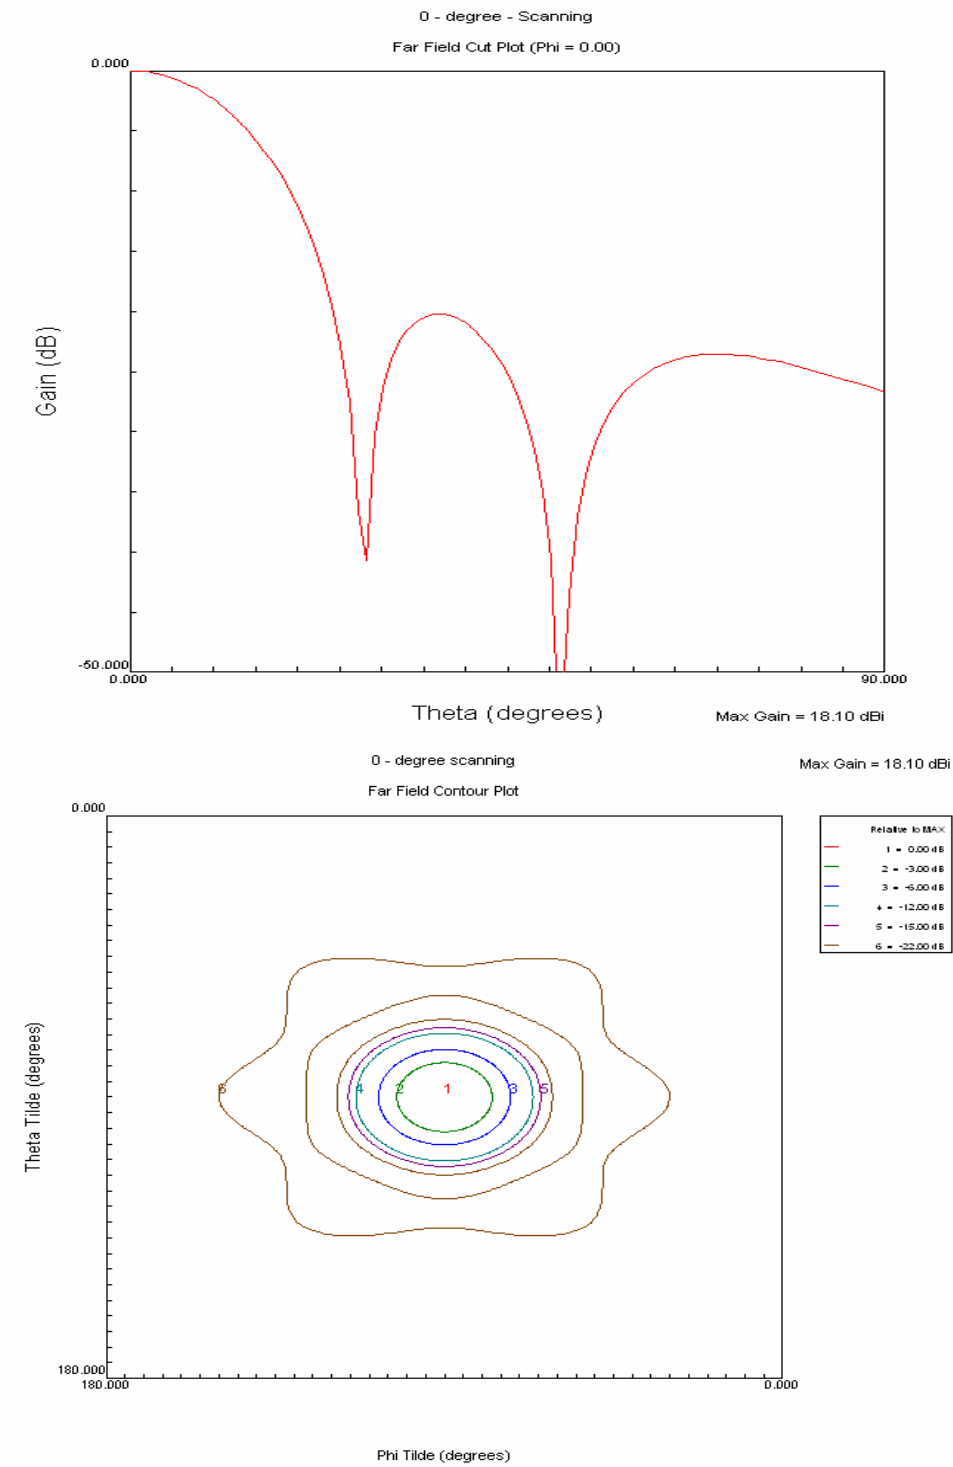 0 - degree - Scanning
Far Field Cut Plot (Phi = 0.00)
0.000
Gain (dB)
-50.000
0.000
90.000
Theta (degrees)
Max Gain = 18.10 dBi
0 - degree scanning
Max Gain = 18.10 dBi
Far Field Contour Plot
0.000
Relative to MAX
1 = 0.00 dB
2 = -3.00 dB
3 = -6.00 dB
4 = -12.00 dB
5 = -15.00 dB
6 = -22.00 dB
Theta Tilde (degrees)
6 4 2 1 3 5
180.000
180.000
0.000
Phi Tilde (degrees)